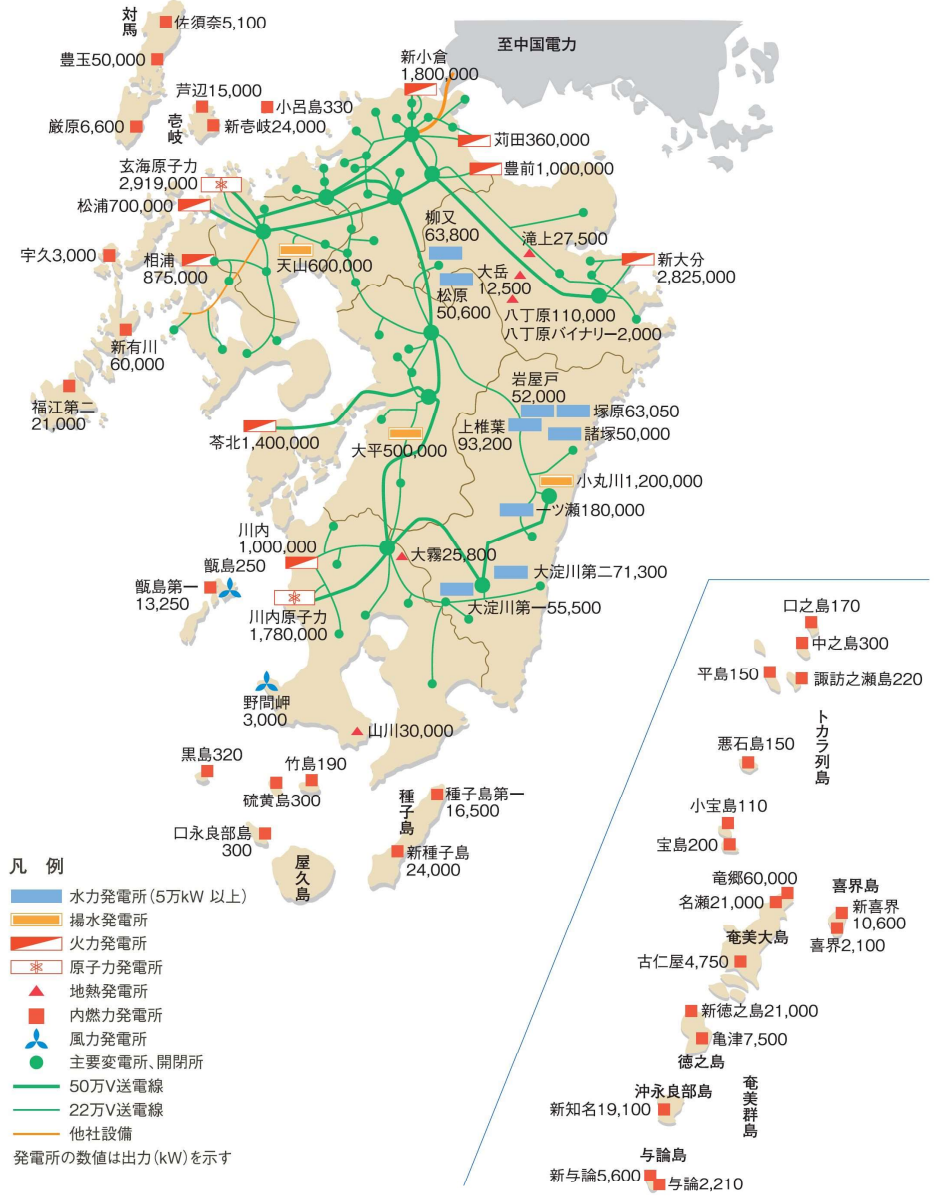 対馬
佐須奈5,100
豊玉50,000
厳原6,600
壱岐
芦辺15,000
小呂島330
新壱岐24,000
至中国電力
新小倉
1,800,000
苅田360,000
豊前1,000,000
玄海原子力
2,919,000
松浦700,000
相浦
875,000
天山600,000
宇久3,000
新有川
60,000
福江第二
21,000
柳又
63,800
松原
50,600
滝上27,500
大岳
12,500
八丁原110,000
八丁原バイナリー2,000
新大分
2,825,000
岩屋戸
52,000
塚原63,050
上椎葉
93,200
諸塚50,000
苓北1,400,000
大平500,000
小丸川1,200,000
一ツ瀬180,000
川内
1,000,000
大霧25,800
甑島250
甑島第一
13,250
川内原子力
1,780,000
大淀川第二71,300
大淀川第一55,500
野間岬
3,000
山川30,000
黒島320
竹島190
硫黄島300
種子島
種子島第一
16,500
新種子島
24,000
口永良部島
300
屋久島
口之島170
中之島300
平島150
諏訪之瀬島220
トカラ列島
悪石島150
小宝島110
宝島200
竜郷60,000
名瀬21,000
喜界島
新喜界
10,600
喜界2,100
奄美大島
古仁屋4,750
新徳之島21,000
亀津7,500
徳之島
沖永良部島
新知名19,100
奄美群島
与論島
新与論5,600
与論2,210
凡 例
水力発電所(5万kW 以上)
揚水発電所
火力発電所
原子力発電所
地熱発電所
内燃力発電所
風力発電所
主要変電所、開閉所
50万V送電線
22万V送電線
他社設備
発電所の数値は出力(kW)を示す